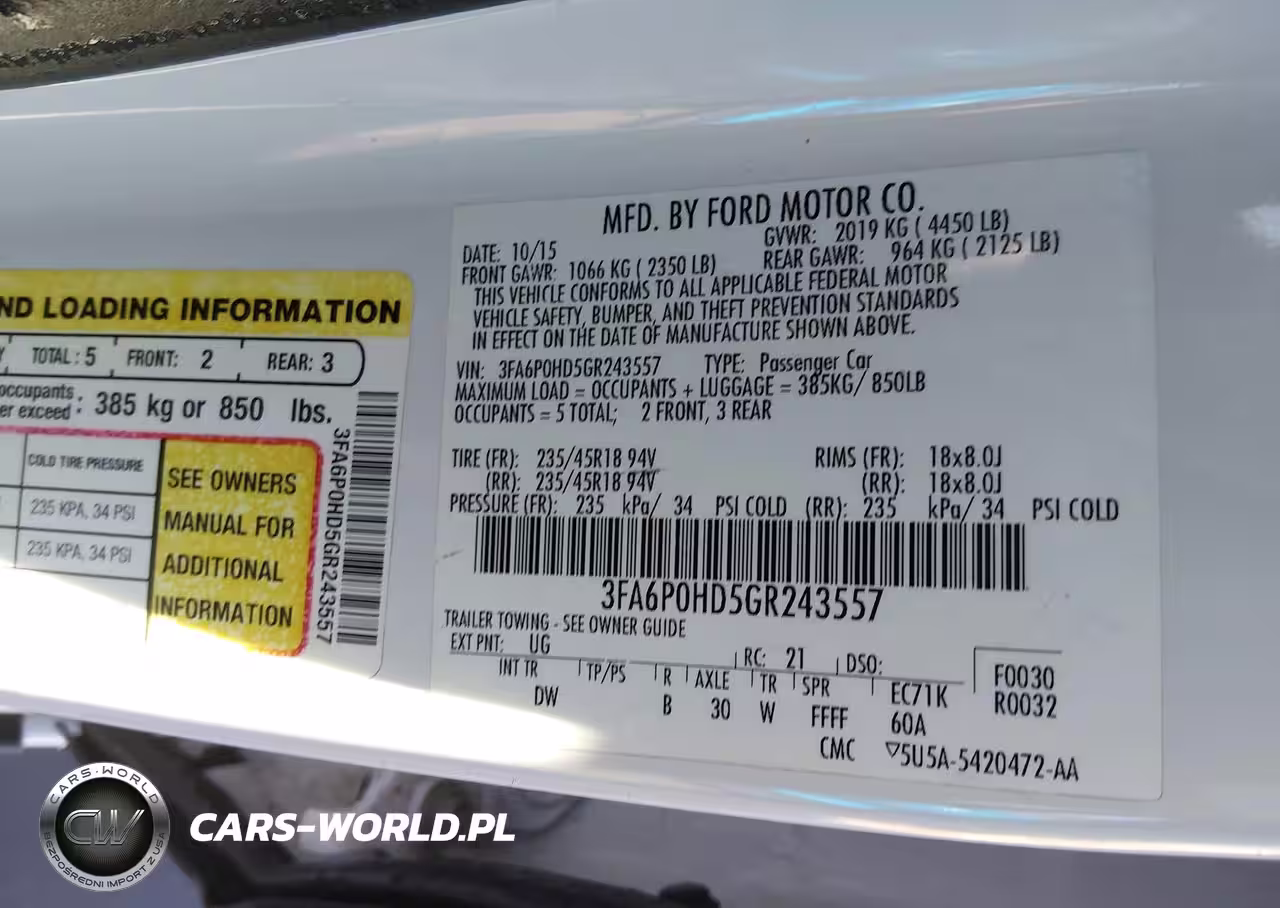 ND LOADING INFORMATION
TOTAL : 5 FRONT: 2 REAR: 3
occupants
er exceed : 385 kg or 850 lbs.
COLD TIRE PRESSURE
235 KPA, 34 PSI
235 KPA, 34 PSI
SEE OWNERS
MANUAL FOR
ADDITIONAL
INFORMATION
3FA6P0HD5GR243557
MFD. BY FORD MOTOR CO.
DATE: 10/15 GVWR: 2019 KG ( 4450 LB)
FRONT GAWR: 1066 KG ( 2350 LB) REAR GAWR: 964 KG ( 2125 LB)
THIS VEHICLE CONFORMS TO ALL APPLICABLE FEDERAL MOTOR
VEHICLE SAFETY, BUMPER, AND THEFT PREVENTION STANDARDS
IN EFFECT ON THE DATE OF MANUFACTURE SHOWN ABOVE.
VIN: 3FA6P0HD5GR243557 TYPE: Passenger Car
MAXIMUM LOAD = OCCUPANTS + LUGGAGE = 385KG/ 850LB
OCCUPANTS = 5 TOTAL; 2 FRONT, 3 REAR
TIRE (FR): 235/45R18 94V RIMS (FR): 18x8.0J
(RR): 235/45R18 94V (RR): 18x8.0J
PRESSURE (FR): 235 kPa/ 34 PSI COLD (RR): 235 kPa/ 34 PSI COLD
3FA6P0HD5GR243557
TRAILER TOWING - SEE OWNER GUIDE
EXT PNT: UG RC: 21 DSO: F0030
INT TR TP/PS R AXLE TR SPR EC71K R0032
DW B 30 W FFFF 60A
CMC ▽5U5A-5420472-AA
CARS-WORLD
CW
BEZPOŚREDNI IMPORT Z USA
CARS-WORLD.PL